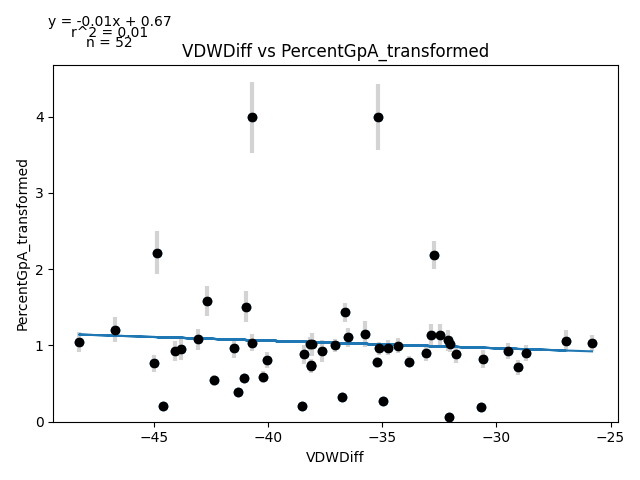 y = -0.01x + 0.67
r^2 = 0.01
n = 52
VDWDiff vs PercentGpA_transformed
PercentGpA_transformed
4
3
2
1
0
−45
−40
−35
−30
−25
VDWDiff